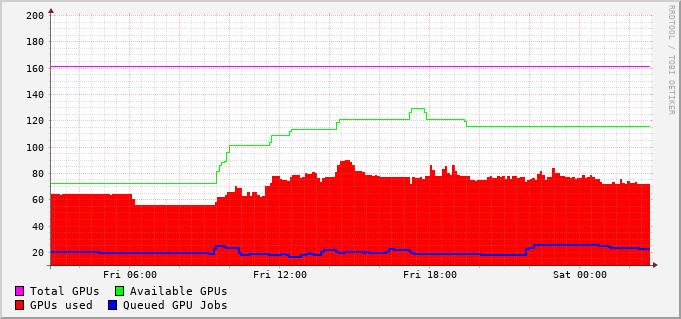 200
180
160
140
120
100
80
60
40
20
Fri 06:00 Fri 12:00 Fri 18:00 Sat 00:00
Total GPUs Available GPUs
GPUs used Queued GPU Jobs
RRDTOOL / TOBI OETIKER